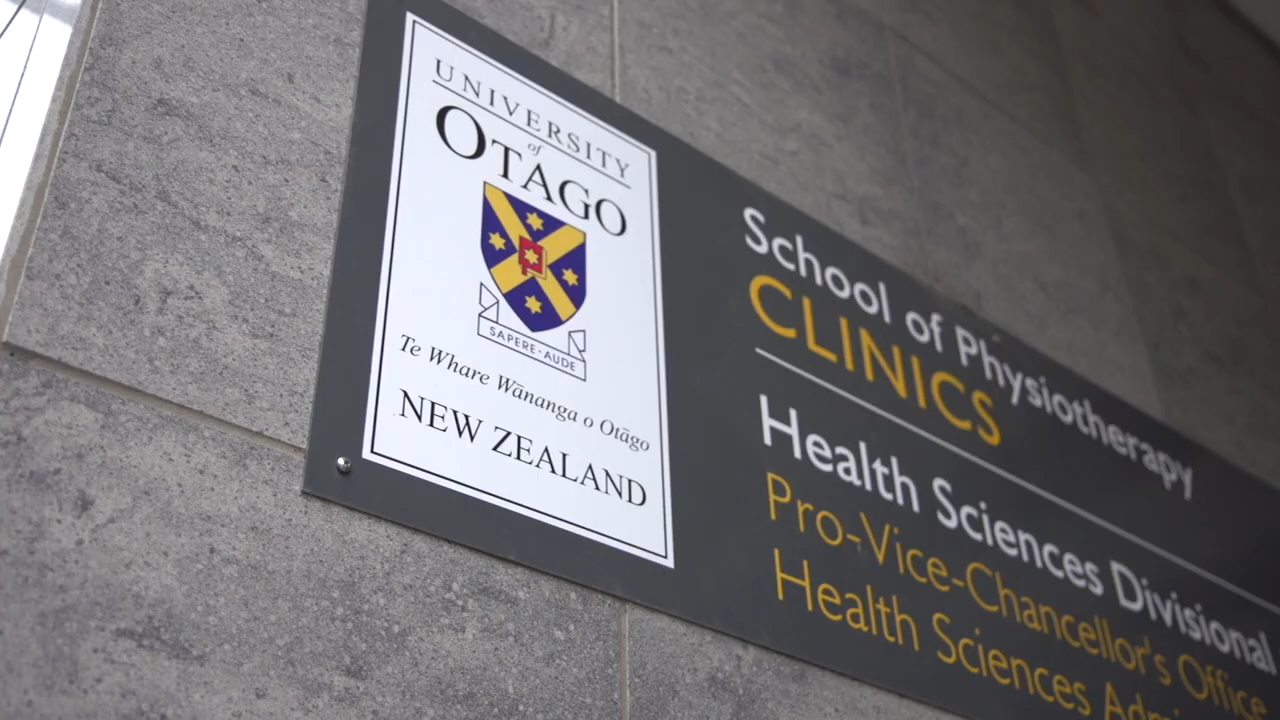 UNIVERSITY
of
OTAGO
SAPERE·AUDE
Te Whare Wānanga o Otāgo
NEW ZEALAND
School of Physiotherapy
CLINICS
Health Sciences Divisional
Pro-Vice-Chancellor's Office
Health Sciences